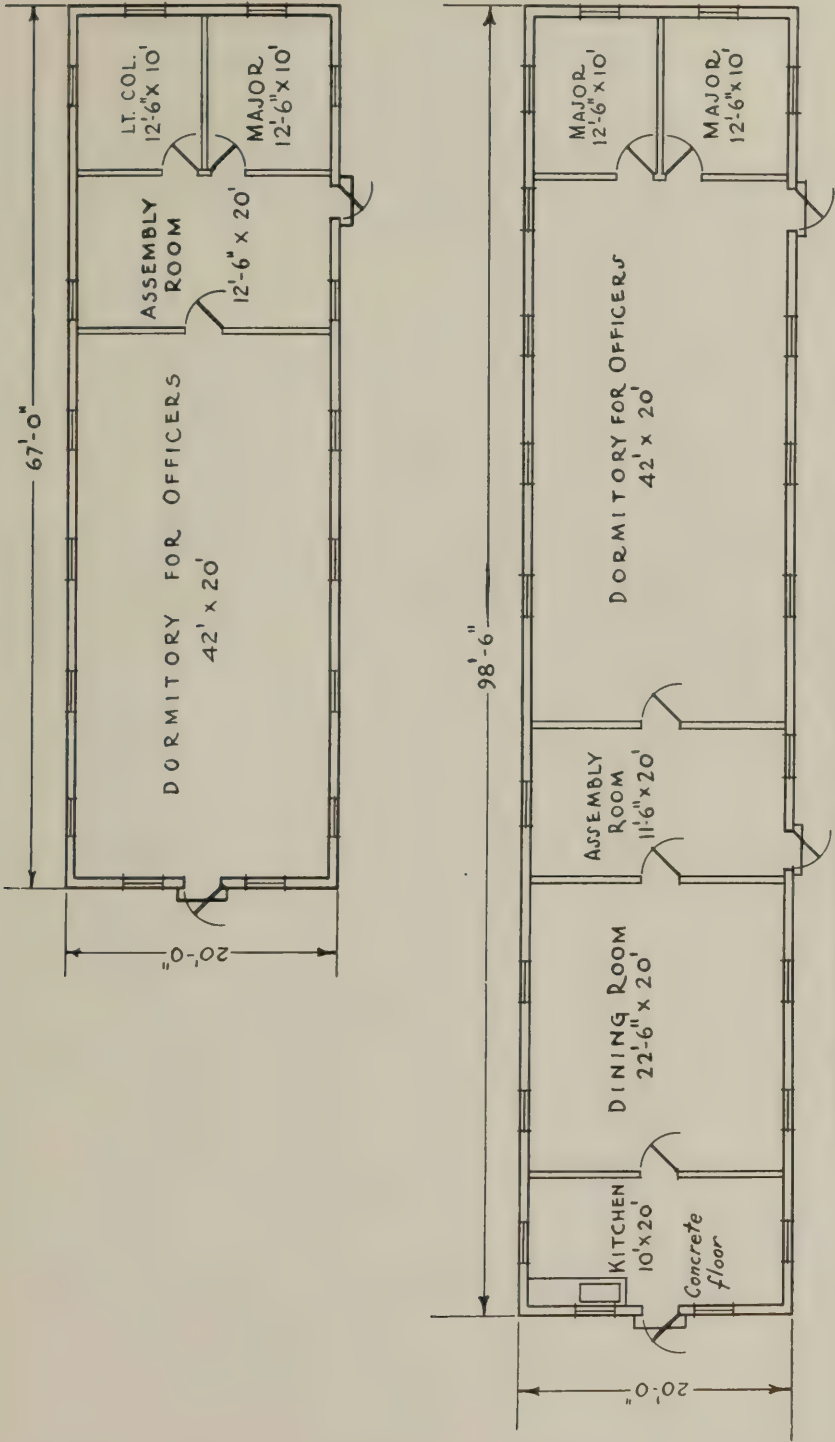 67'-0"
20'-0"
DORMITORY FOR OFFICERS
42' x 20'
ASSEMBLY
ROOM
12'-6" x 20'
LT. COL.
12'-6" x 10'
MAJOR
12'-6" x 10'
98'-6"
20'-0"
KITCHEN
10' x 20'
Concrete
floor
DINING ROOM
22'-6" x 20'
ASSEMBLY
ROOM
11'-6" x 20'
DORMITORY FOR OFFICERS
42' x 20'
MAJOR
12'-6" x 10'
MAJOR
12'-6" x 10'